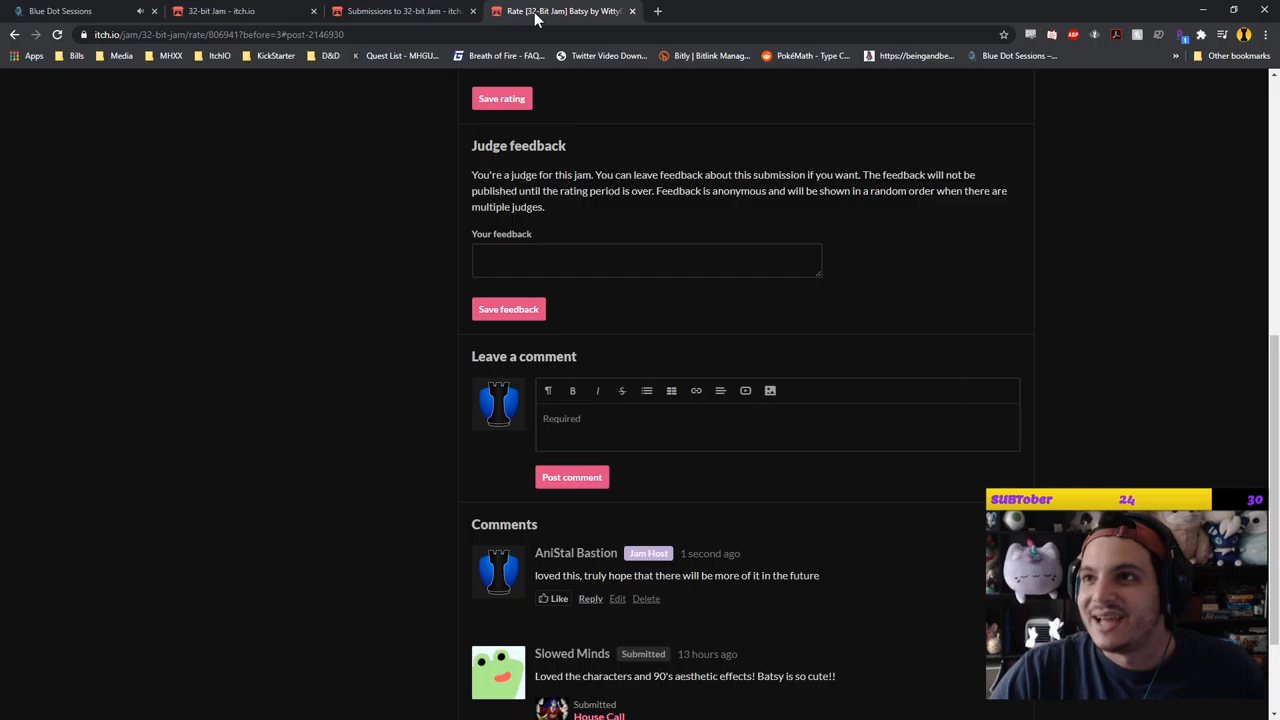 Blue Dot Sessions
32-bit Jam - itch.io
Submissions to 32-bit Jam - itch
Rate [32-Bit Jam] Batsy by Witty
itch.io/jam/32-bit-jam/rate/806941?before=3#post-2146930
Apps Bills Media MHXX ItchIO KickStarter D&D Quest List - MHGU... Breath of Fire - FAQ... Twitter Video Down... Bitly | Link Manag... PokéMath - Type C... https://beingandbe... Blue Dot Sessions –... » Other bookmarks
Save rating
Judge feedback
You're a judge for this jam. You can leave feedback about this submission if you want. The feedback will not be
published until the rating period is over. Feedback is anonymous and will be shown in a random order when there are
multiple judges.
Your feedback
Save feedback
Leave a comment
Required
Post comment
SUBTober 24 30
Comments
AniStal Bastion Jam Host 1 second ago
loved this, truly hope that there will be more of it in the future
Like Reply Edit Delete
Slowed Minds Submitted 13 hours ago
Loved the characters and 90's aesthetic effects! Batsy is so cute!!
Submitted
House Call